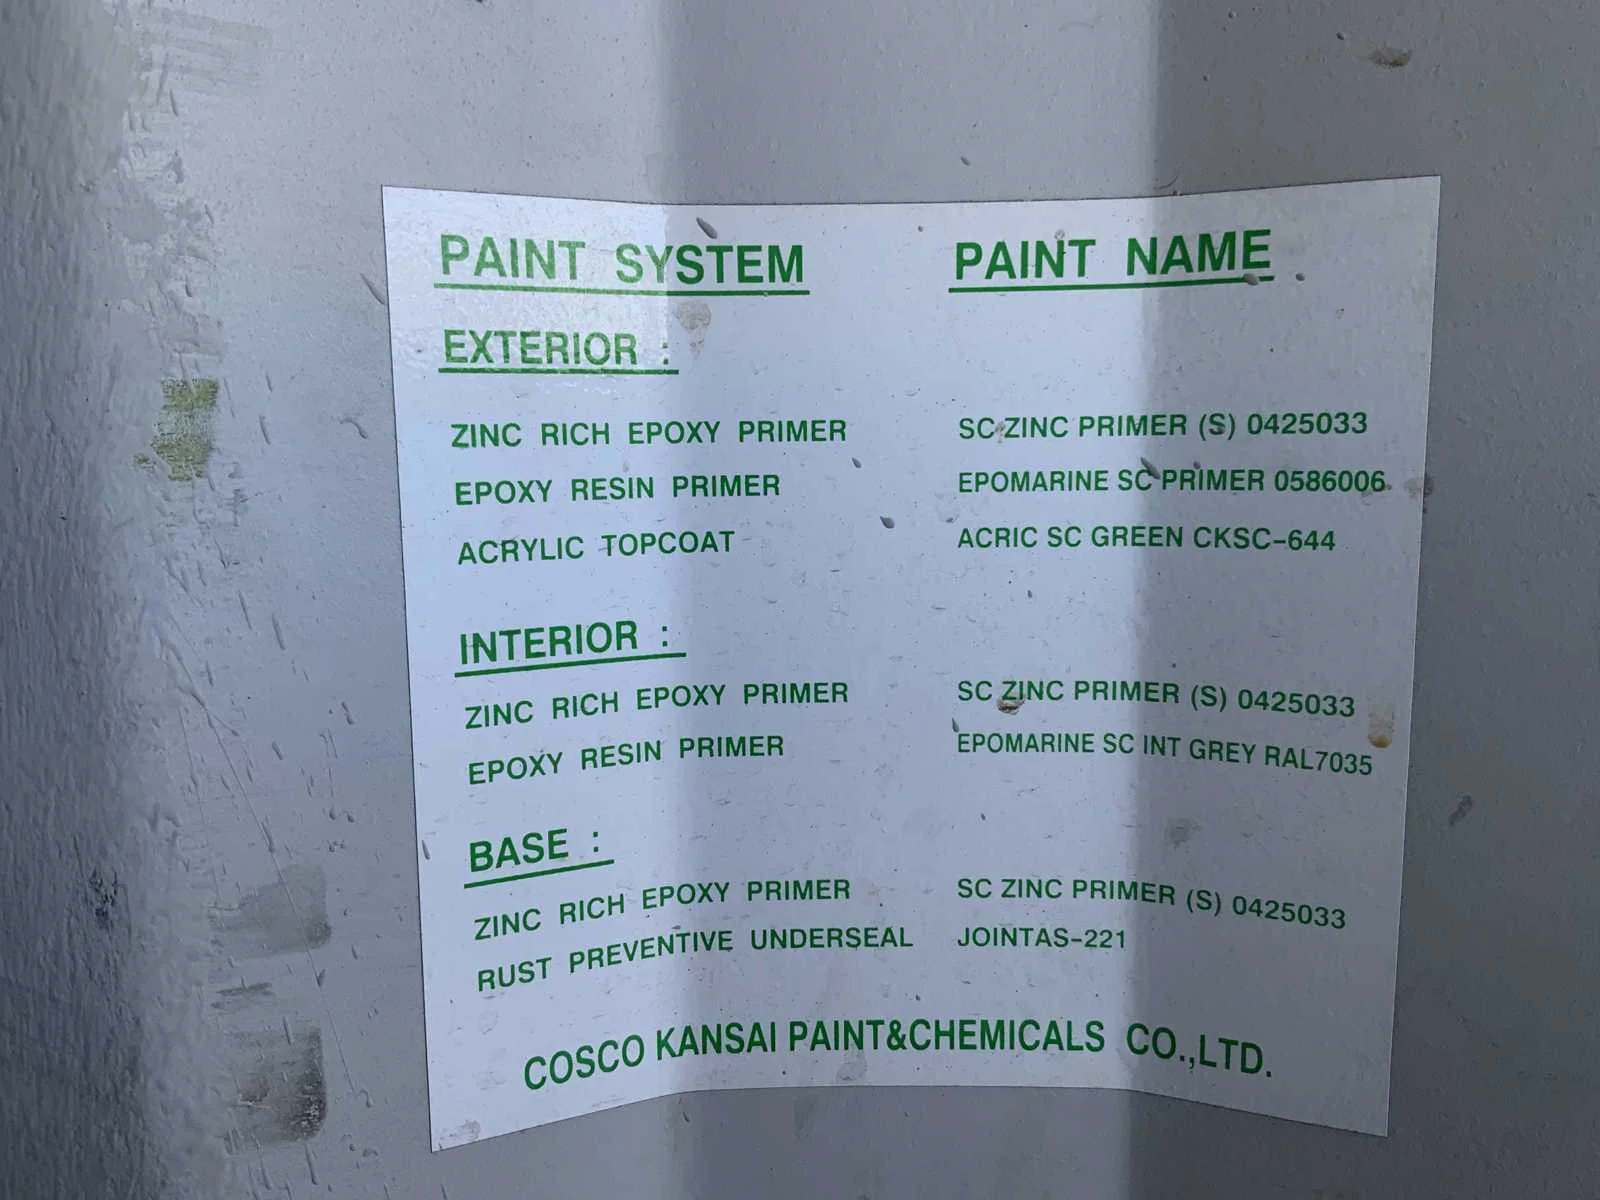 PAINT SYSTEM PAINT NAME
EXTERIOR :
ZINC RICH EPOXY PRIMER SC ZINC PRIMER (S) 0425033
EPOXY RESIN PRIMER EPOMARINE SC PRIMER 0586006
ACRYLIC TOPCOAT ACRIC SC GREEN CKSC-644
INTERIOR :
ZINC RICH EPOXY PRIMER SC ZINC PRIMER (S) 0425033
EPOXY RESIN PRIMER EPOMARINE SC INT GREY RAL7035
BASE :
ZINC RICH EPOXY PRIMER SC ZINC PRIMER (S) 0425033
RUST PREVENTIVE UNDERSEAL JOINTAS-221
COSCO KANSAI PAINT&CHEMICALS CO.,LTD.